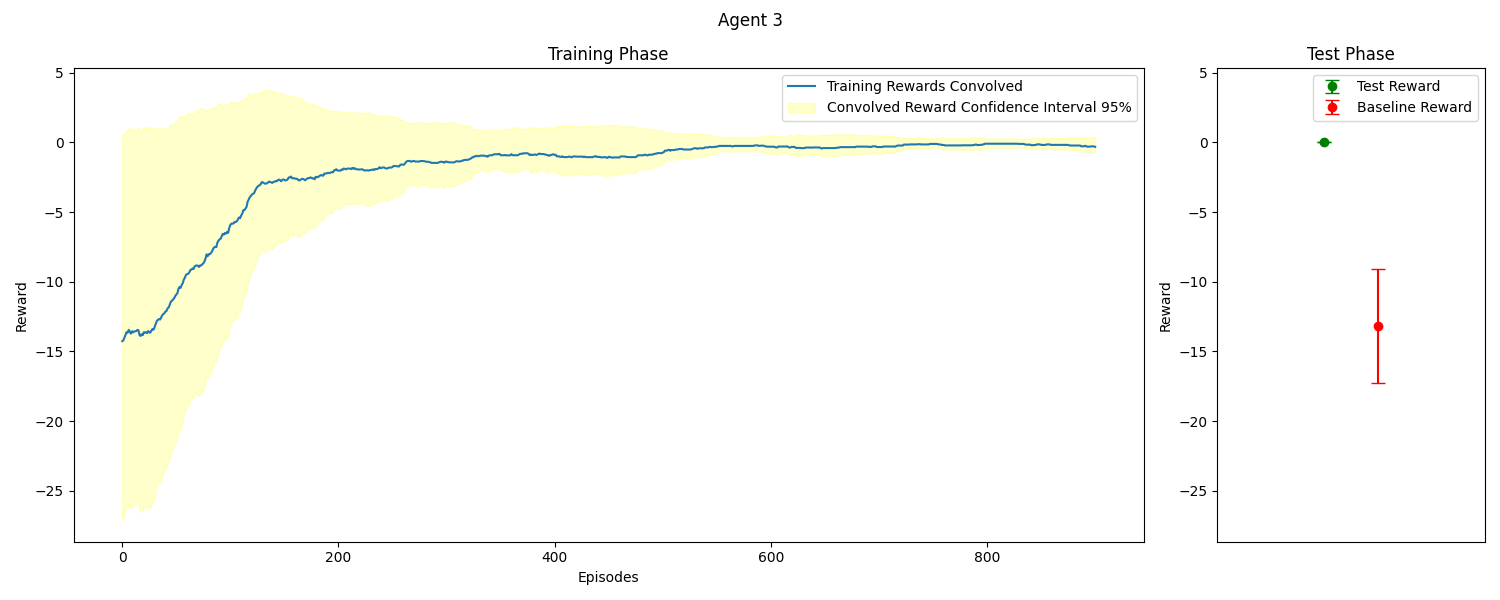 Agent 3
Training Phase
Training Rewards Convolved
Convolved Reward Confidence Interval 95%
Reward
5
0
−5
−10
−15
−20
−25
0
200
400
600
800
Episodes
Test Phase
Test Reward
Baseline Reward
Reward
5
0
−5
−10
−15
−20
−25